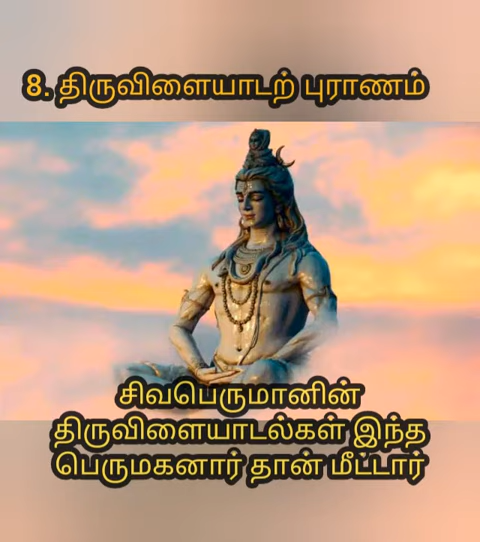 8. திருவிளையாடற் புராணம்
சிவபெருமானின்
திருவிளையாடல்கள் இந்த
பெருமகனார் தான் மீட்டார்